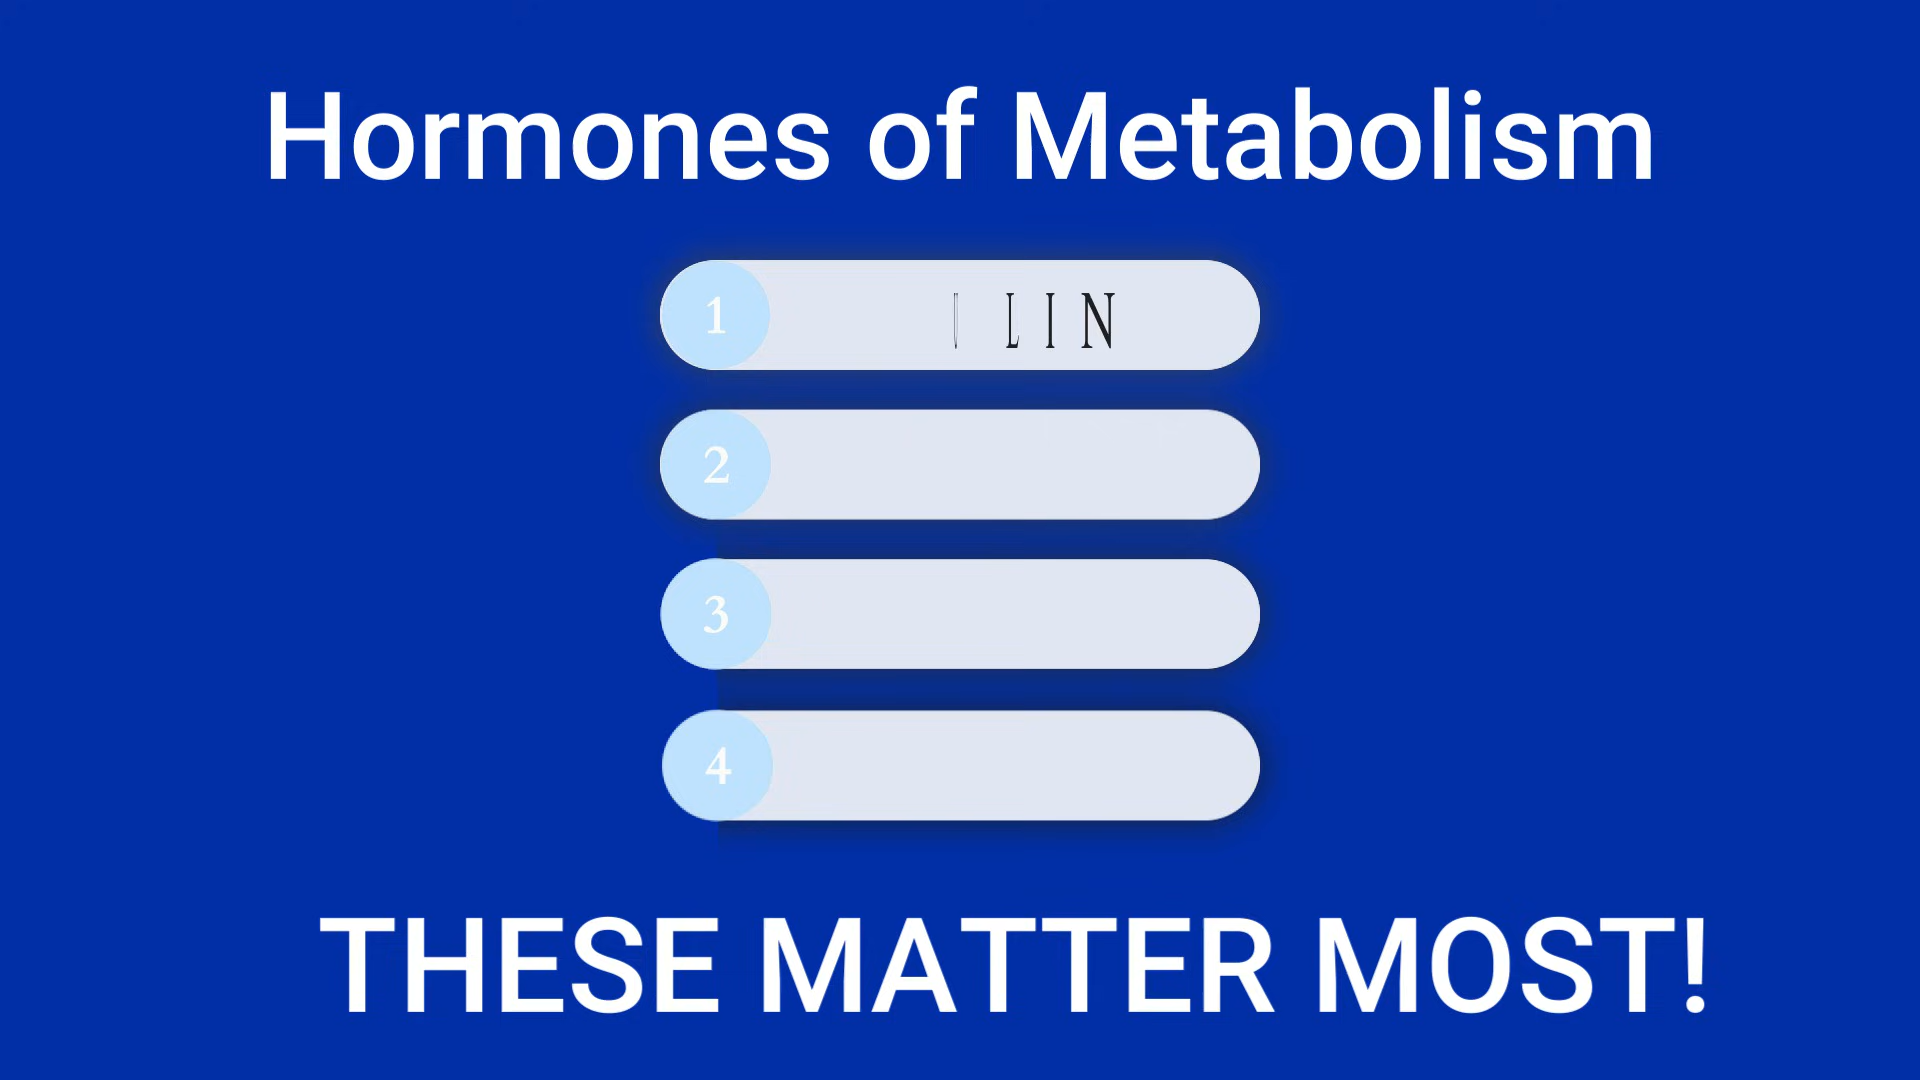 Hormones of Metabolism
1 U LIN
2
3
4
THESE MATTER MOST!